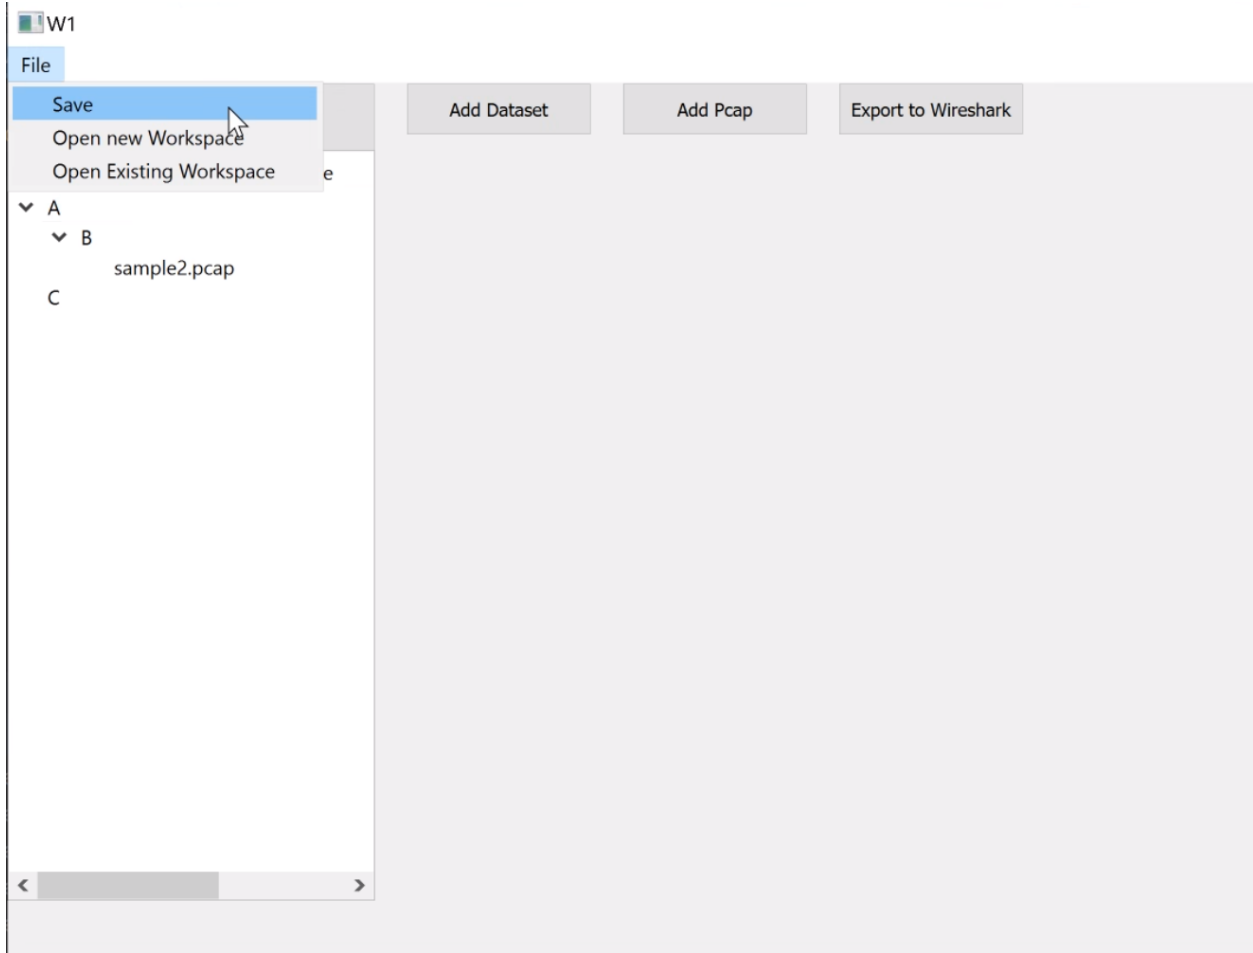 W1
File
Save
Add Dataset
Add Pcap
Export to Wireshark
Open new Workspace
Open Existing Workspace
e
A
B
sample2.pcap
C